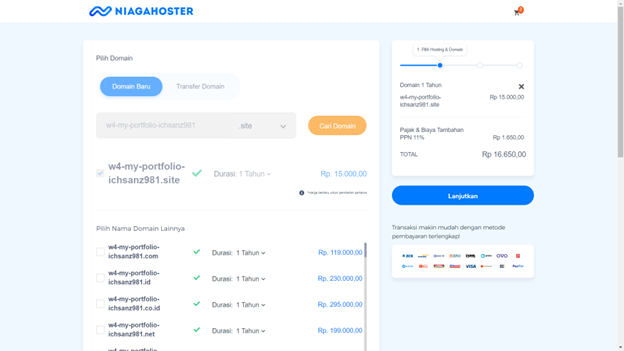 NIAGAHOSTER
2
Pilih Domain
Domain Baru
Transfer Domain
w4-my-portfolio-ichsanz981
.site
Cari Domain
w4-my-portfolio-
ichsanz981.site
Durasi: 1 Tahun
Rp. 15.000,00
*Harga terbaru untuk pembelian pertama
Pilih Nama Domain Lainnya
w4-my-portfolio-
ichsanz981.com
Durasi: 1 Tahun
Rp. 119.000,00
w4-my-portfolio-
ichsanz981.id
Durasi: 1 Tahun
Rp. 230.000,00
w4-my-portfolio-
ichsanz981.co.id
Durasi: 1 Tahun
Rp. 295.000,00
w4-my-portfolio-
ichsanz981.net
Durasi: 1 Tahun
Rp. 199.000,00
1. Pilih Hosting & Domain
Domain 1 Tahun
w4-my-portfolio-
ichsanz981.site
Rp 15.000,00
Pajak & Biaya Tambahan
PPN 11%
Rp 1.650,00
TOTAL
Rp 16.650,00
Lanjutkan
Transaksi makin mudah dengan metode
pembayaran terlengkap!
BCA
OVO
VISA
PayPal